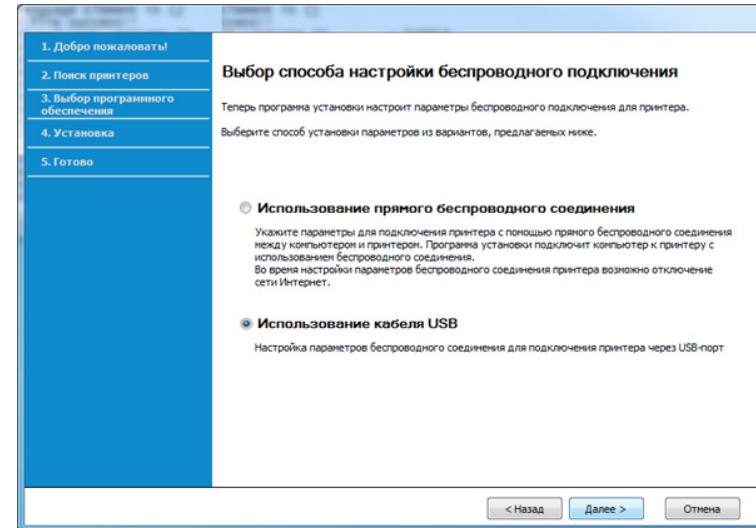 1. Добро пожаловать!
2. Поиск принтеров
3. Выбор программного
обеспечения
4. Установка
5. Готово
Выбор способа настройки беспроводного подключения
Теперь программа установки настроит параметры беспроводного подключения для принтера.
Выберите способ установки параметров из вариантов, предлагаемых ниже.
Использование прямого беспроводного соединения
Укажите параметры для подключения принтера с помощью прямого беспроводного соединения
между компьютером и принтером. Программа установки подключит компьютер к принтеру с
использованием беспроводного соединения.
Во время настройки параметров беспроводного соединения принтера возможно отключение
сети Интернет.
Использование кабеля USB
Настройка параметров беспроводного соединения для подключения принтера через USB-порт
< Назад
Далее >
Отмена